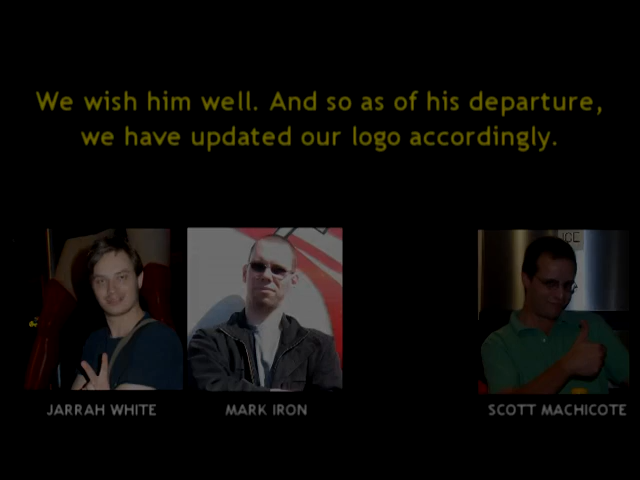 We wish him well. And so as of his departure,
we have updated our logo accordingly.
ICE
JARRAH WHITE
MARK IRON
SCOTT MACHICOTE